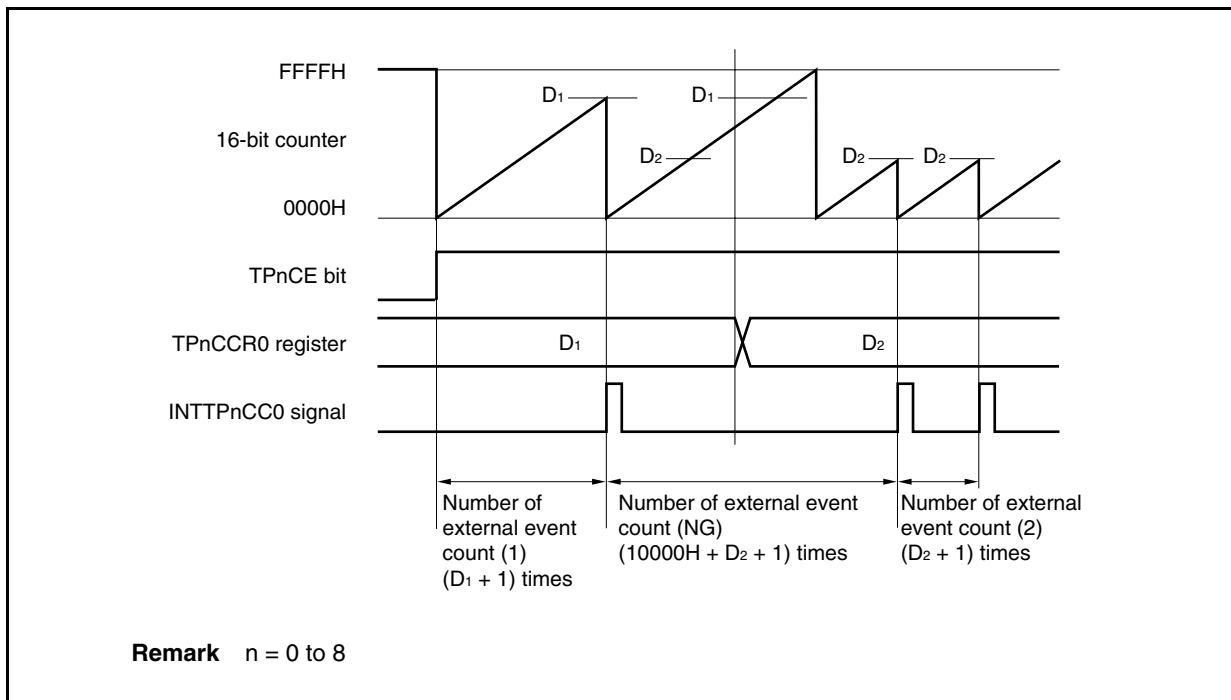 FFFFH
D1
D1
16-bit counter
D2
D2
D2
0000H
TPnCE bit
TPnCCR0 register
D1
D2
INTTPnCC0 signal
Number of
external event
count (1)
(D1 + 1) times
Number of external event
count (NG)
(10000H + D2 + 1) times
Number of external
event count (2)
(D2 + 1) times
Remark n = 0 to 8